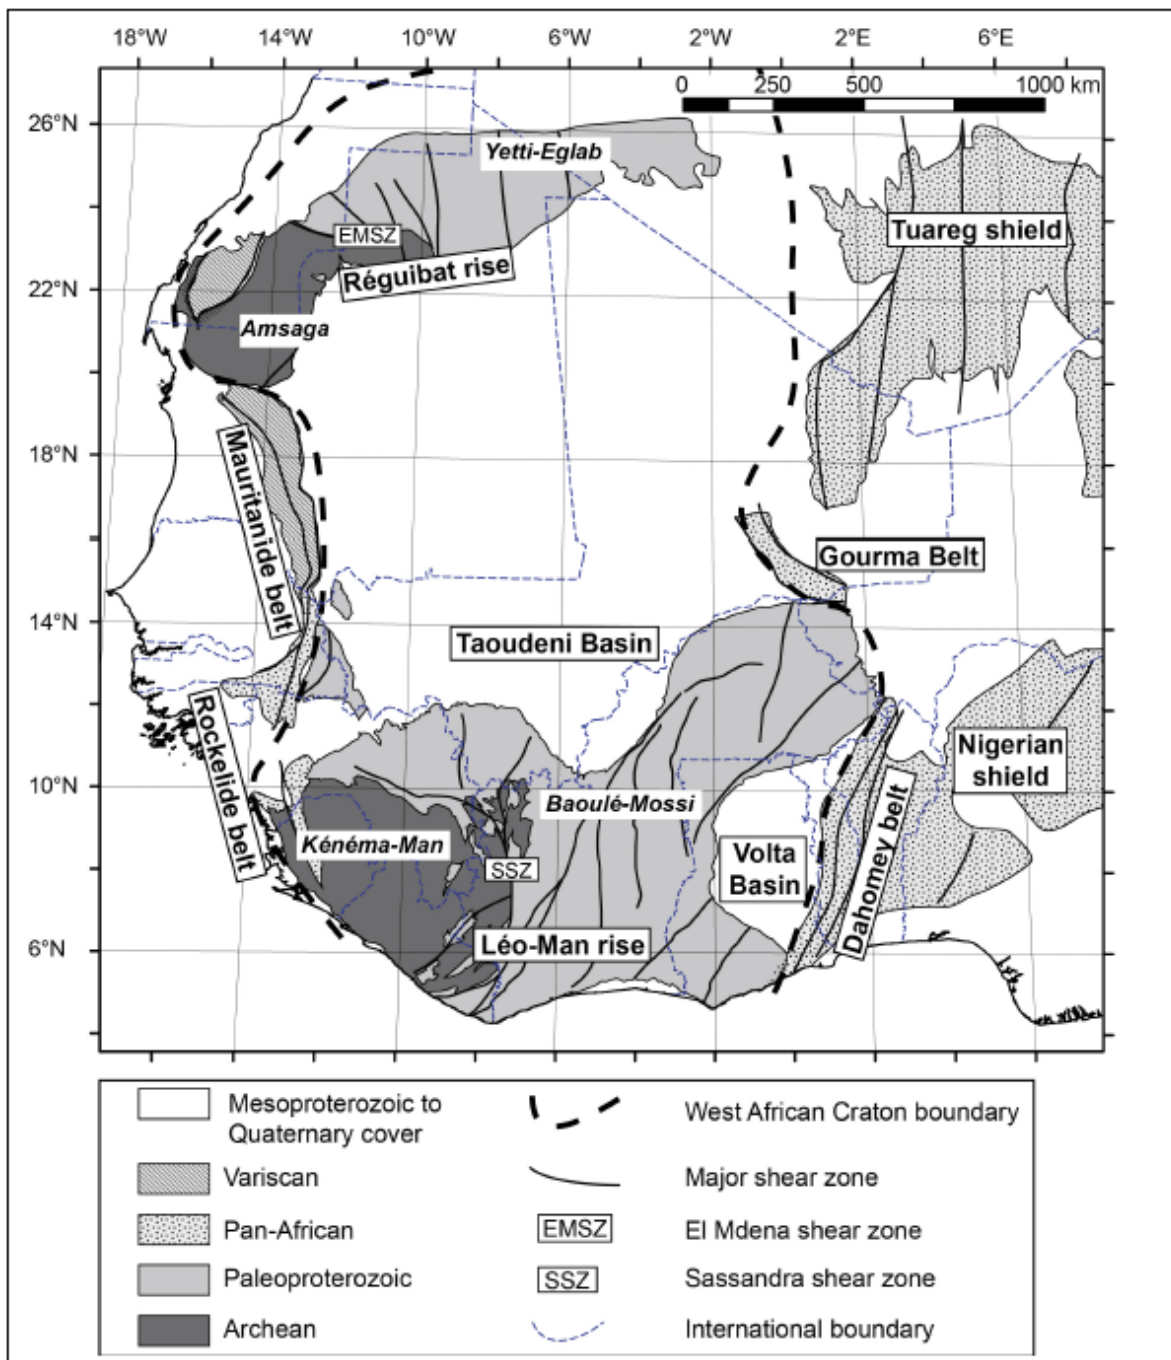 18°W 14°W 10°W 6°W 2°W 2°E 6°E
0 250 500 1000 km
26°N
Yetti-Eglab
Tuareg shield
EMSZ
Réguibat rise
22°N
Amsaga
18°N
Mauritanide belt
Gourma Belt
14°N
Taoudeni Basin
Rockelide belt
Nigerian
shield
10°N
Baoulé-Mossi
Kénéma-Man
SSZ
Volta
Basin
Dahomey belt
6°N
Léo-Man rise
Mesoproterozoic to
Quaternary cover
West African Craton boundary
Variscan
Major shear zone
Pan-African
EMSZ
El Mdena shear zone
Paleoproterozoic
SSZ
Sassandra shear zone
Archean
International boundary